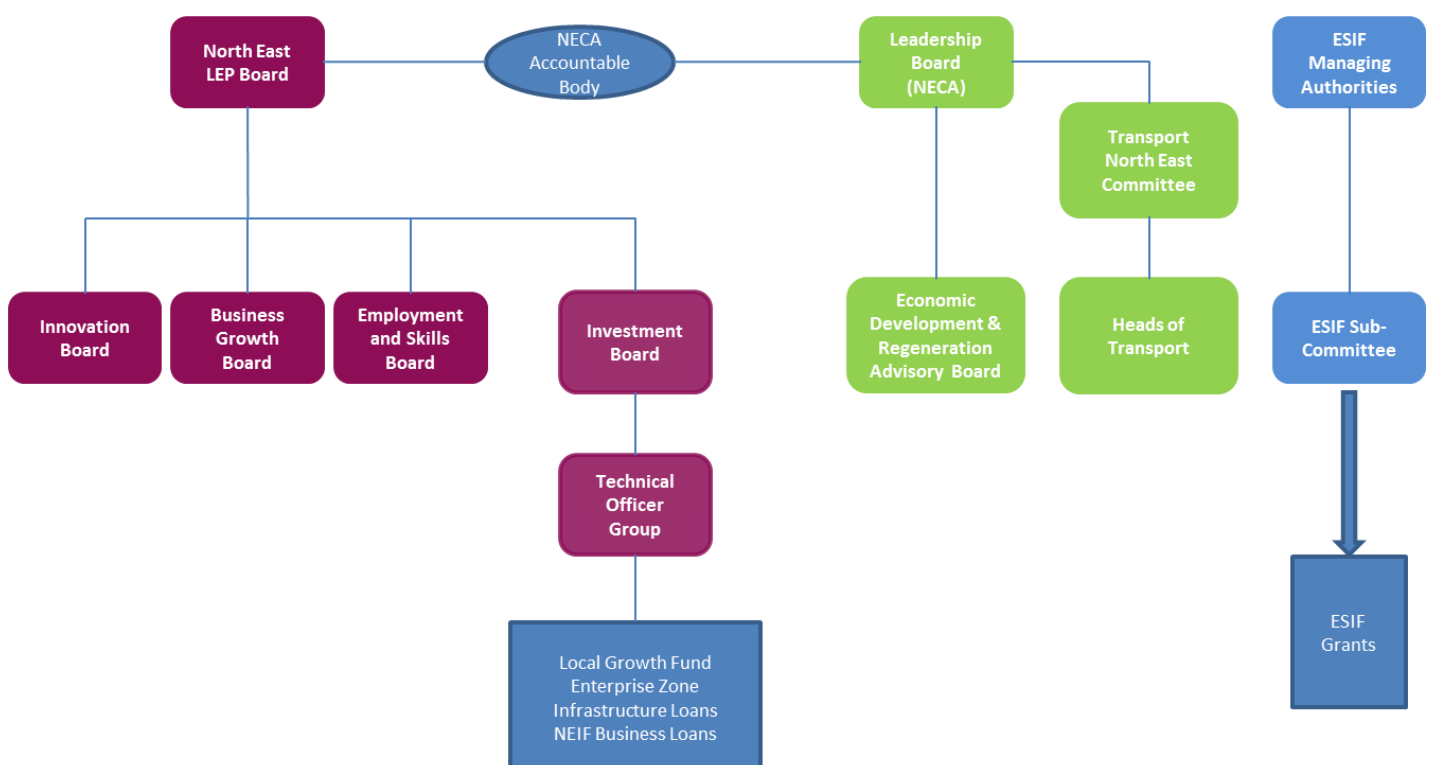 North East
LEP Board
NECA
Accountable
Body
Leadership
Board
(NECA)
ESIF
Managing
Authorities
Transport
North East
Committee
Innovation
Board
Business
Growth
Board
Employment
and Skills
Board
Investment
Board
Economic
Development &
Regeneration
Advisory Board
Heads of
Transport
ESIF Sub-
Committee
Technical
Officer
Group
ESIF
Grants
Local Growth Fund
Enterprise Zone
Infrastructure Loans
NEIF Business Loans